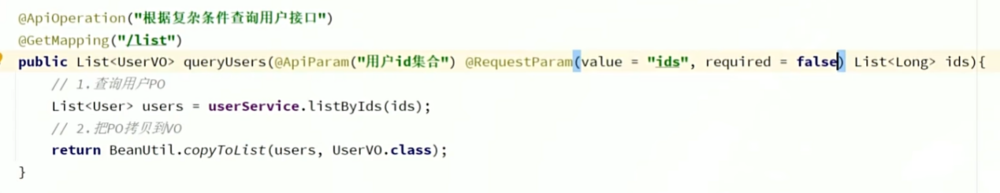 @ApiOperation("根据复杂条件查询用户接口")
@GetMapping("/list")
public List<UserVO> queryUsers(@ApiParam("用户id集合") @RequestParam(value = "ids", required = false) List<Long> ids){
// 1.查询用户PO
List<User> users = userService.listByIds(ids);
// 2.把PO拷贝到VO
return BeanUtil.copyToList(users, UserVO.class);
}